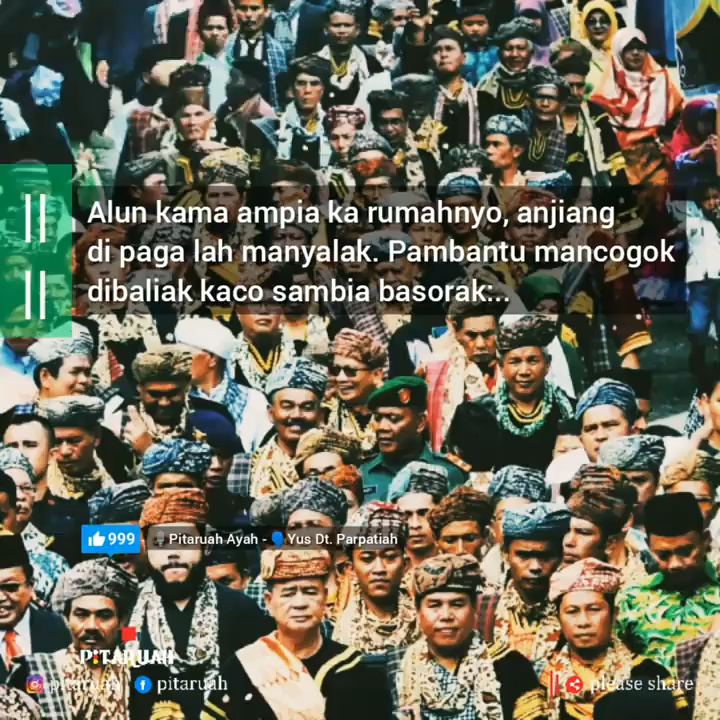 Alun kama ampia ka rumahnyo, anjiang
di paga lah manyalak. Pambantu mancogok
dibaliak kaco sambia basorak:..
999
Pitaruah Ayah - Yus Dt. Parpatiah
PiTARUAH
pitaruah pitaruah
please share